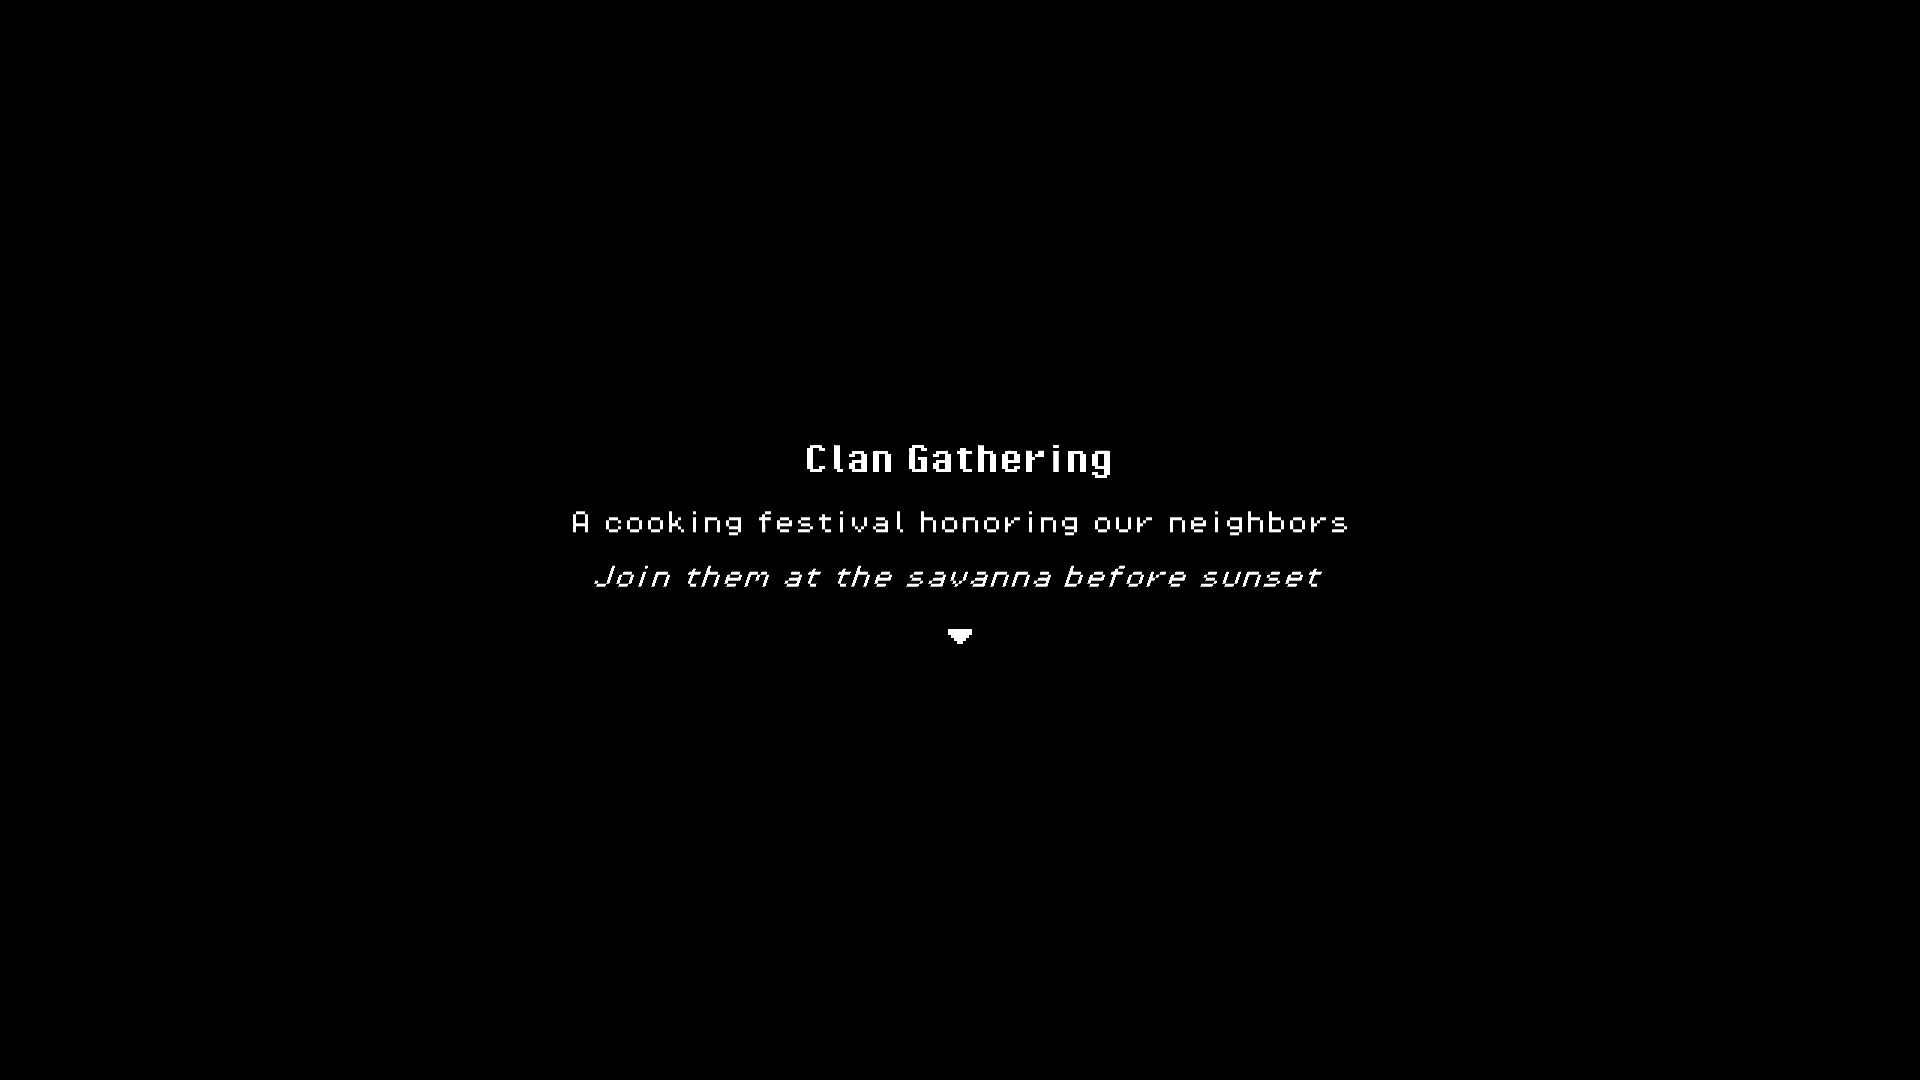 Clan Gathering
A cooking festival honoring our neighbors
Join them at the savanna before sunset